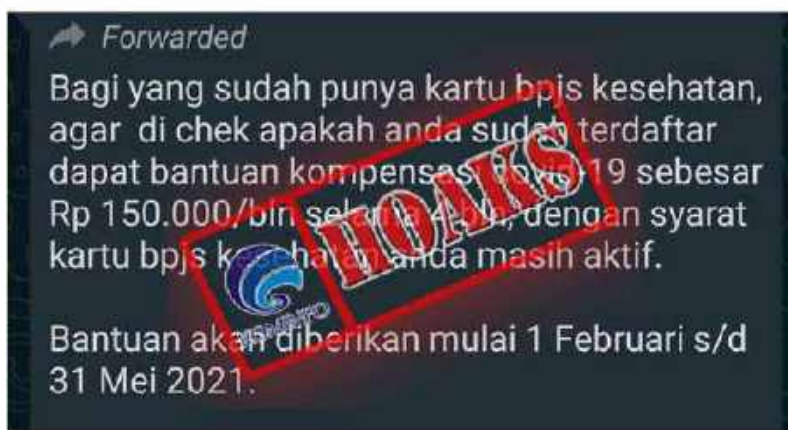 Forwarded
Bagi yang sudah punya kartu bpjs kesehatan,
agar di chek apakah anda sudah terdaftar
dapat bantuan kompensasi covid-19 sebesar
Rp 150.000/bln selama 4 bln, dengan syarat
kartu bpjs kesehatan anda masih aktif.
Bantuan akan diberikan mulai 1 Februari s/d
31 Mei 2021.
HOAKS
KOMINFO